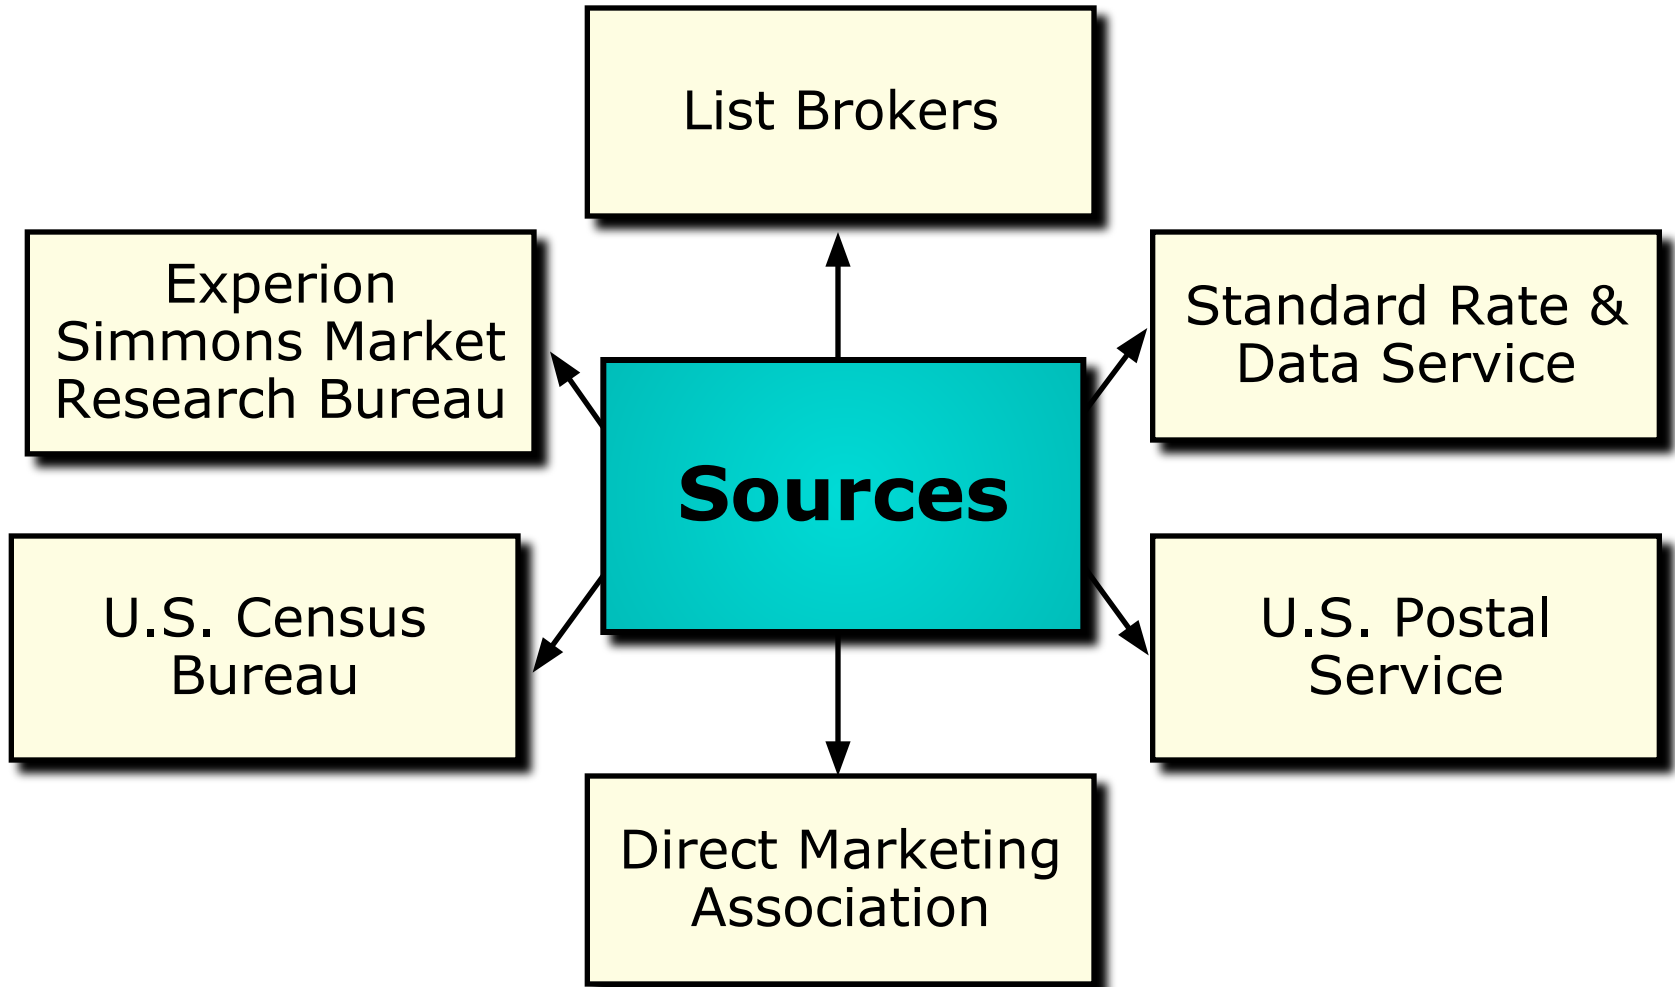 List Brokers
Experion
Simmons Market
Research Bureau
Standard Rate &
Data Service
Sources
U.S. Census
Bureau
U.S. Postal
Service
Direct Marketing
Association